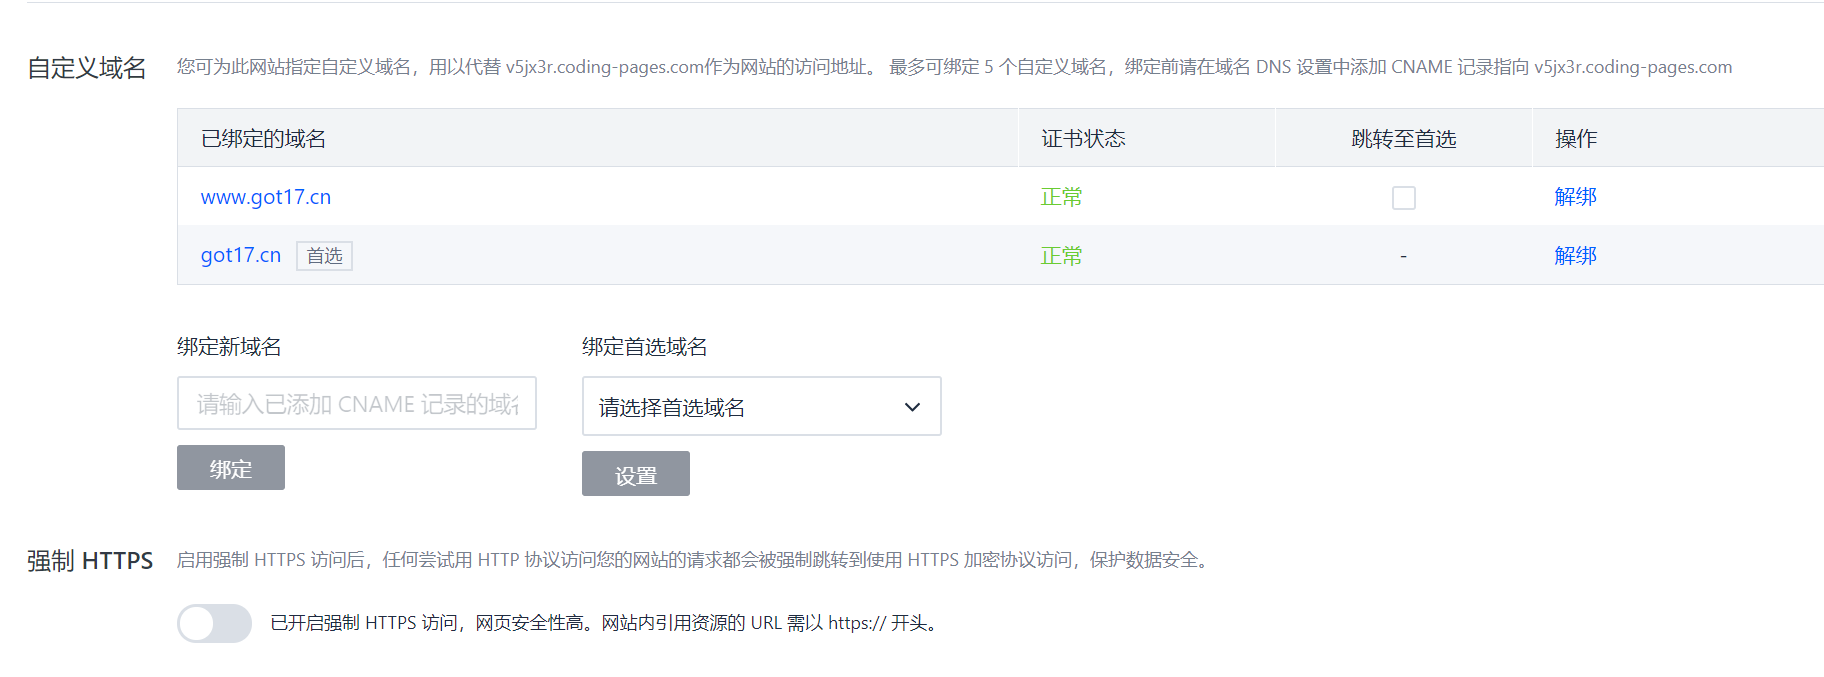 自定义域名 您可为此网站指定自定义域名，用以代替 v5jx3r.coding-pages.com作为网站的访问地址。 最多可绑定 5 个自定义域名，绑定前请在域名 DNS 设置中添加 CNAME 记录指向 v5jx3r.coding-pages.com
已绑定的域名 证书状态 跳转至首选 操作
www.got17.cn 正常 解绑
got17.cn 首选 正常 - 解绑
绑定新域名 绑定首选域名
请输入已添加 CNAME 记录的域 请选择首选域名
绑定 设置
强制 HTTPS 启用强制 HTTPS 访问后，任何尝试用 HTTP 协议访问您的网站的请求都会被强制跳转到使用 HTTPS 加密协议访问，保护数据安全。
已开启强制 HTTPS 访问，网页安全性高。网站内引用资源的 URL 需以 https:// 开头。